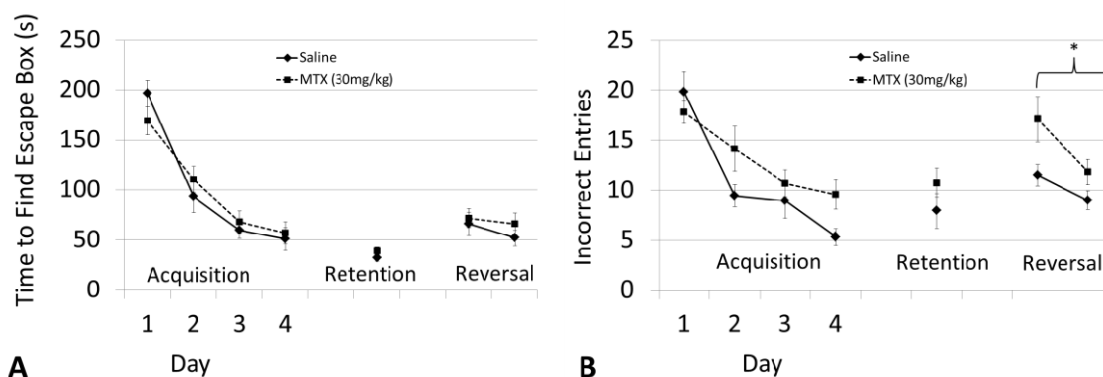 Time to Find Escape Box (s)
250
200
150
100
50
0
Saline
MTX (30mg/kg)
Acquisition
Retention
Reversal
1 2 3 4
Day
A
Incorrect Entries
25
20
15
10
5
0
Saline
MTX (30mg/kg)
*
Acquisition
Retention
Reversal
1 2 3 4
Day
B